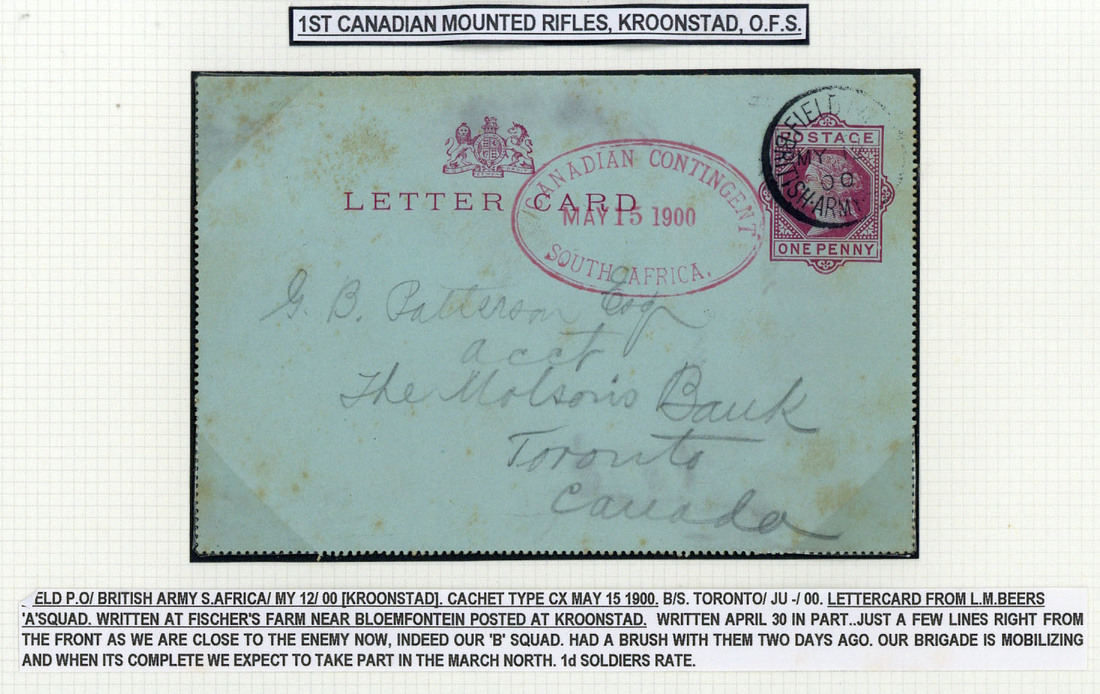 1ST CANADIAN MOUNTED RIFLES, KROONSTAD, O.F.S.
LETTER CARD
CANADIAN CONTINGENT
MAY 15 1900
SOUTH AFRICA.
FIELD
MY
00
BRITISH·ARMY
POSTAGE
ONE PENNY
G. B. Patterson Esq
acct
The Molson's Bank
Toronto
Canada
ELD P.O/ BRITISH ARMY S.AFRICA/ MY 12/ 00 [KROONSTAD]. CACHET TYPE CX MAY 15 1900. B/S. TORONTO/ JU -/ 00. LETTERCARD FROM L.M.BEERS
'A'SQUAD. WRITTEN AT FISCHER'S FARM NEAR BLOEMFONTEIN POSTED AT KROONSTAD. WRITTEN APRIL 30 IN PART..JUST A FEW LINES RIGHT FROM
THE FRONT AS WE ARE CLOSE TO THE ENEMY NOW, INDEED OUR 'B' SQUAD. HAD A BRUSH WITH THEM TWO DAYS AGO. OUR BRIGADE IS MOBILIZING
AND WHEN ITS COMPLETE WE EXPECT TO TAKE PART IN THE MARCH NORTH. 1d SOLDIERS RATE.